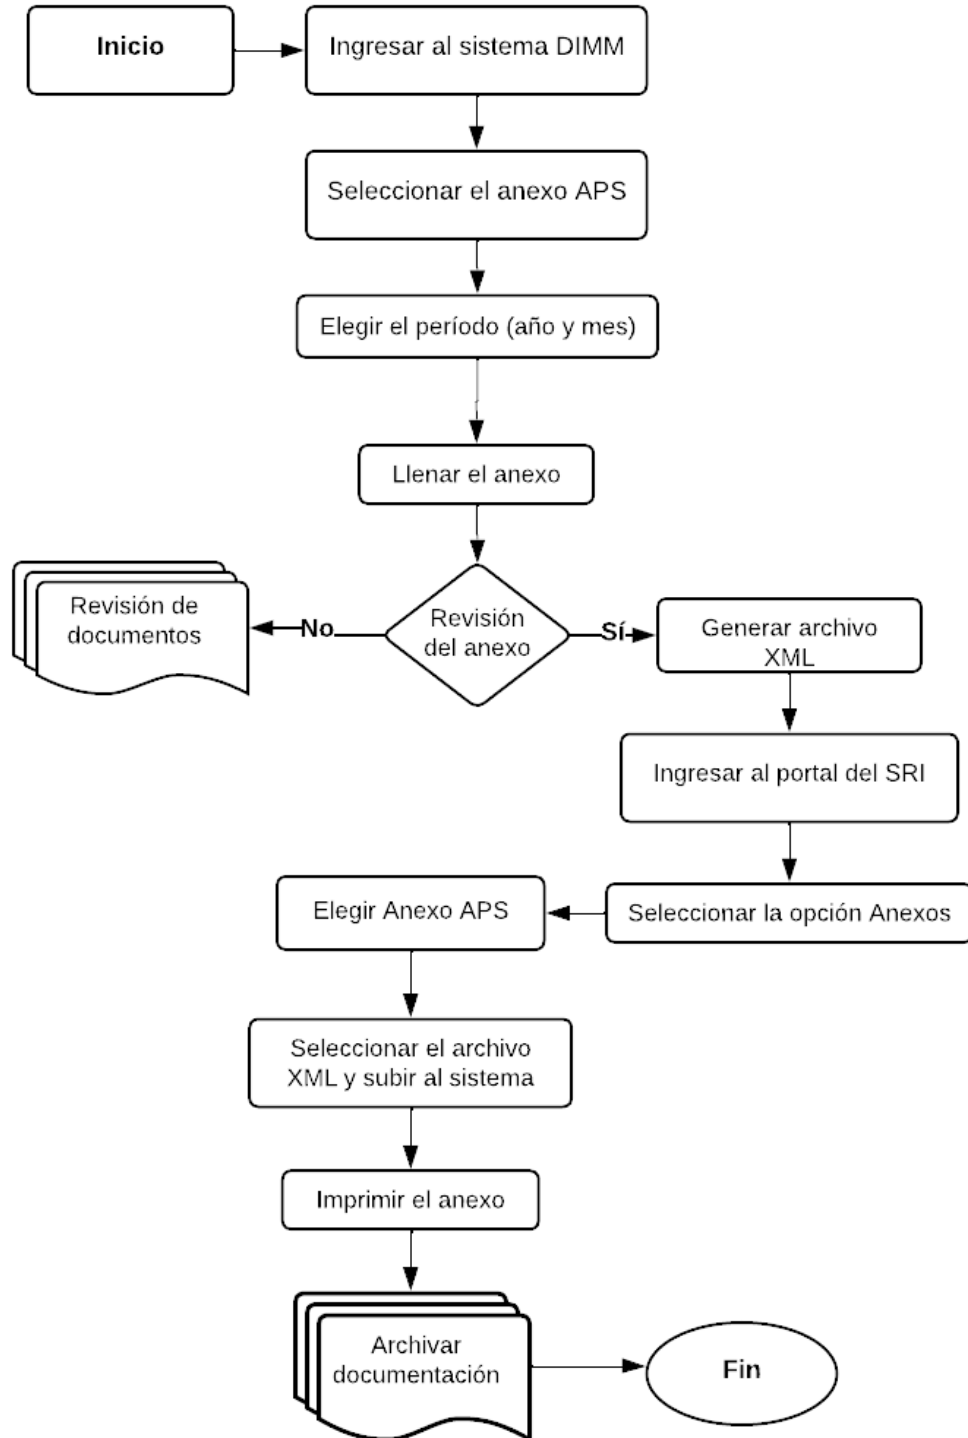 Inicio
Ingresar al sistema DIMM
Seleccionar el anexo APS
Elegir el período (año y mes)
Llenar el anexo
Revisión
del anexo
No
Revisión de
documentos
Sí
Generar archivo
XML
Ingresar al portal del SRI
Seleccionar la opción Anexos
Elegir Anexo APS
Seleccionar el archivo
XML y subir al sistema
Imprimir el anexo
Archivar
documentación
Fin